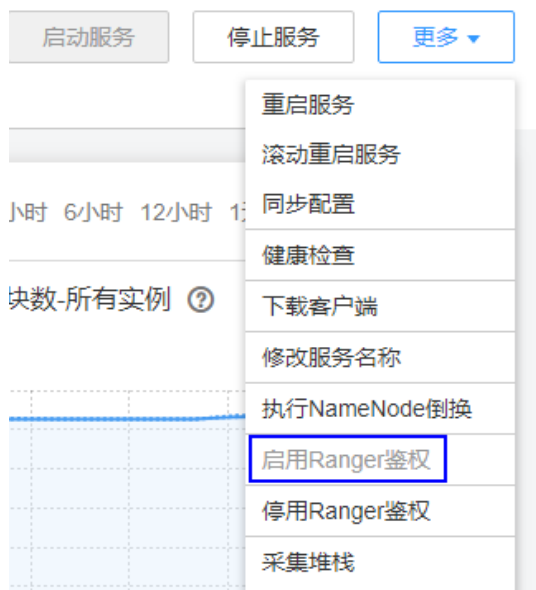 启动服务 停止服务 更多
重启服务
滚动重启服务
小时 6小时 12小时
同步配置
健康检查
块数-所有实例
下载客户端
修改服务名称
执行NameNode倒换
启用Ranger鉴权
停用Ranger鉴权
采集堆栈